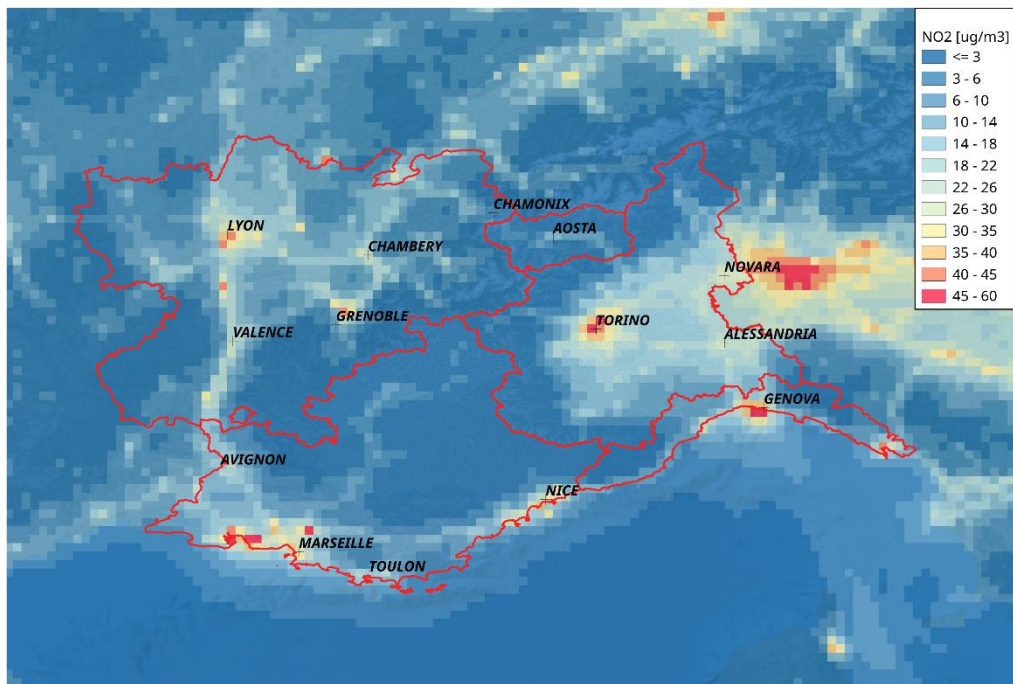 NO2 [ug/m3]
<= 3
3 - 6
6 - 10
10 - 14
14 - 18
18 - 22
22 - 26
26 - 30
30 - 35
35 - 40
40 - 45
45 - 60
CHAMONIX
LYON
AOSTA
CHAMBERY
NOVARA
GRENOBLE
TORINO
VALENCE
ALESSANDRIA
GENOVA
AVIGNON
NICE
MARSEILLE
TOULON